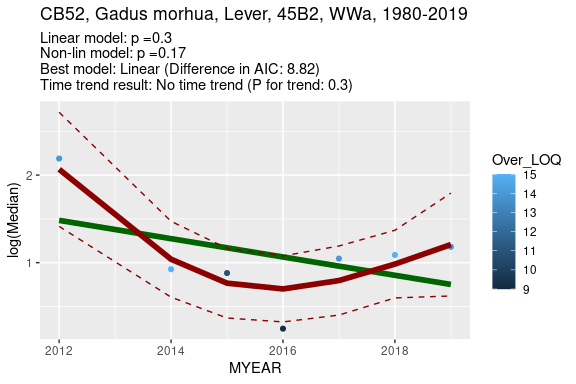 CB52, Gadus morhua, Lever, 45B2, WWa, 1980-2019
Linear model: p =0.3
Non-lin model: p =0.17
Best model: Linear (Difference in AIC: 8.82)
Time trend result: No time trend (P for trend: 0.3)
log(Median)
2
1
2012
2014
2016
2018
MYEAR
Over_LOQ
15
14
13
12
11
10
9